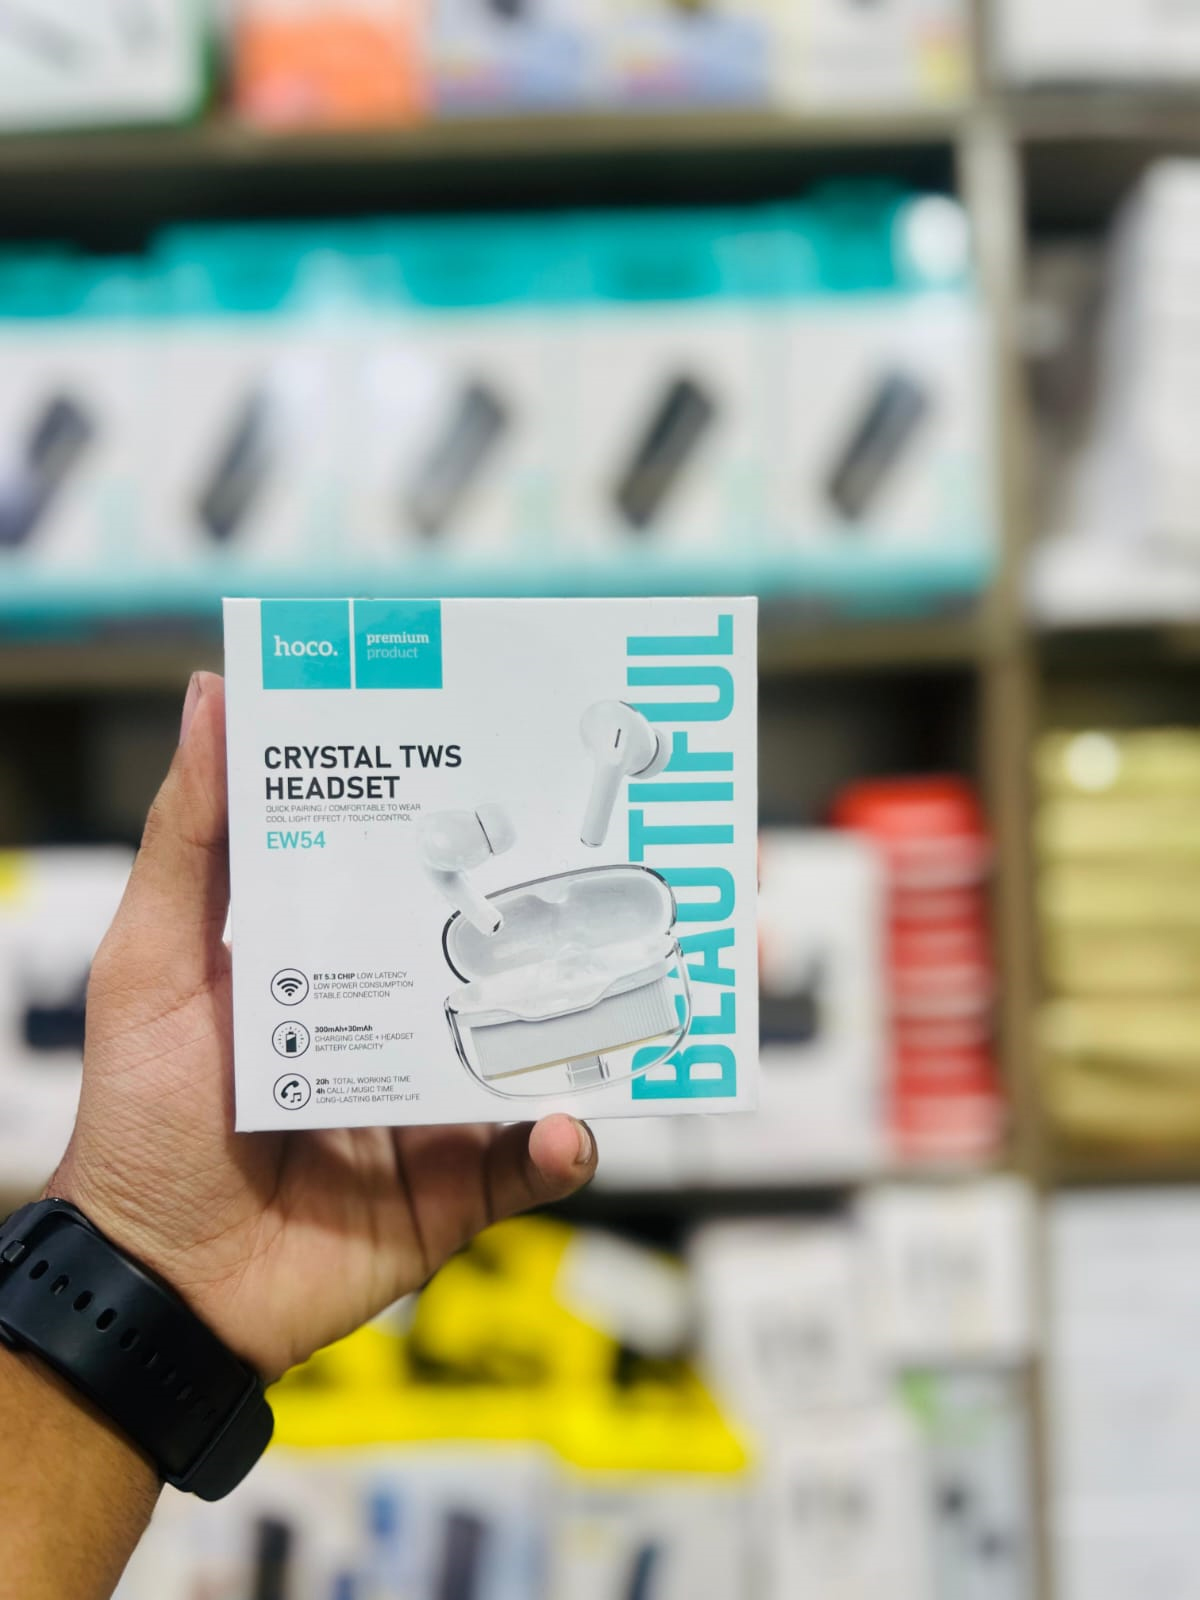 hoco.
premium
product
CRYSTAL TWS
HEADSET
QUICK PAIRING / COMFORTABLE TO WEAR
COOL LIGHT EFFECT / TOUCH CONTROL
EW54
BT 5.3 CHIP LOW LATENCY
LOW POWER CONSUMPTION
STABLE CONNECTION
300mAh+30mAh
CHARGING CASE + HEADSET
BATTERY CAPACITY
20h TOTAL WORKING TIME
4h CALL / MUSIC TIME
LONG-LASTING BATTERY LIFE
BEAUTIFUL